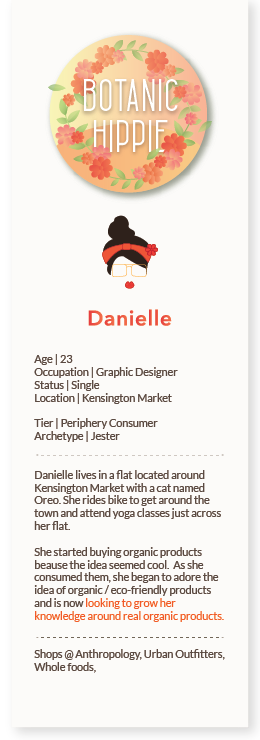 BOTANIC
HIPPIE
Danielle
Age | 23
Occupation | Graphic Designer
Status | Single
Location | Kensington Market
Tier | Periphery Consumer
Archetype | Jester
Danielle lives in a flat located around
Kensington Market with a cat named
Oreo. She rides bike to get around the
town and attend yoga classes just across
her flat.
She started buying organic products
beause the idea seemed cool. As she
consumed them, she began to adore the
idea of organic / eco-friendly products
and is now looking to grow her
knowledge around real organic products.
Shops @ Anthropology, Urban Outfitters,
Whole foods,